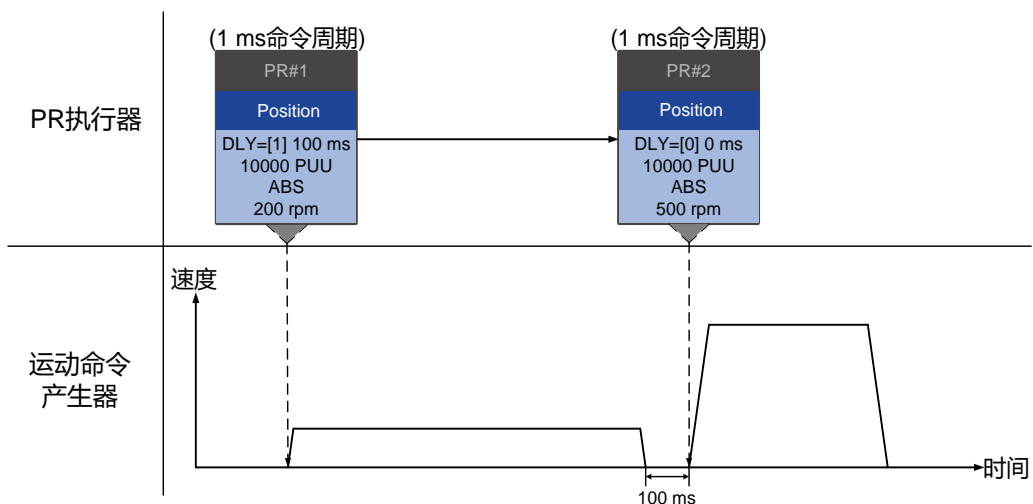 (1 ms命令周期)
(1 ms命令周期)
PR#1
PR#2
PR执行器
Position
Position
DLY=[1] 100 ms
10000 PUU
ABS
200 rpm
DLY=[0] 0 ms
10000 PUU
ABS
500 rpm
速度
运动命令
产生器
时间
100 ms